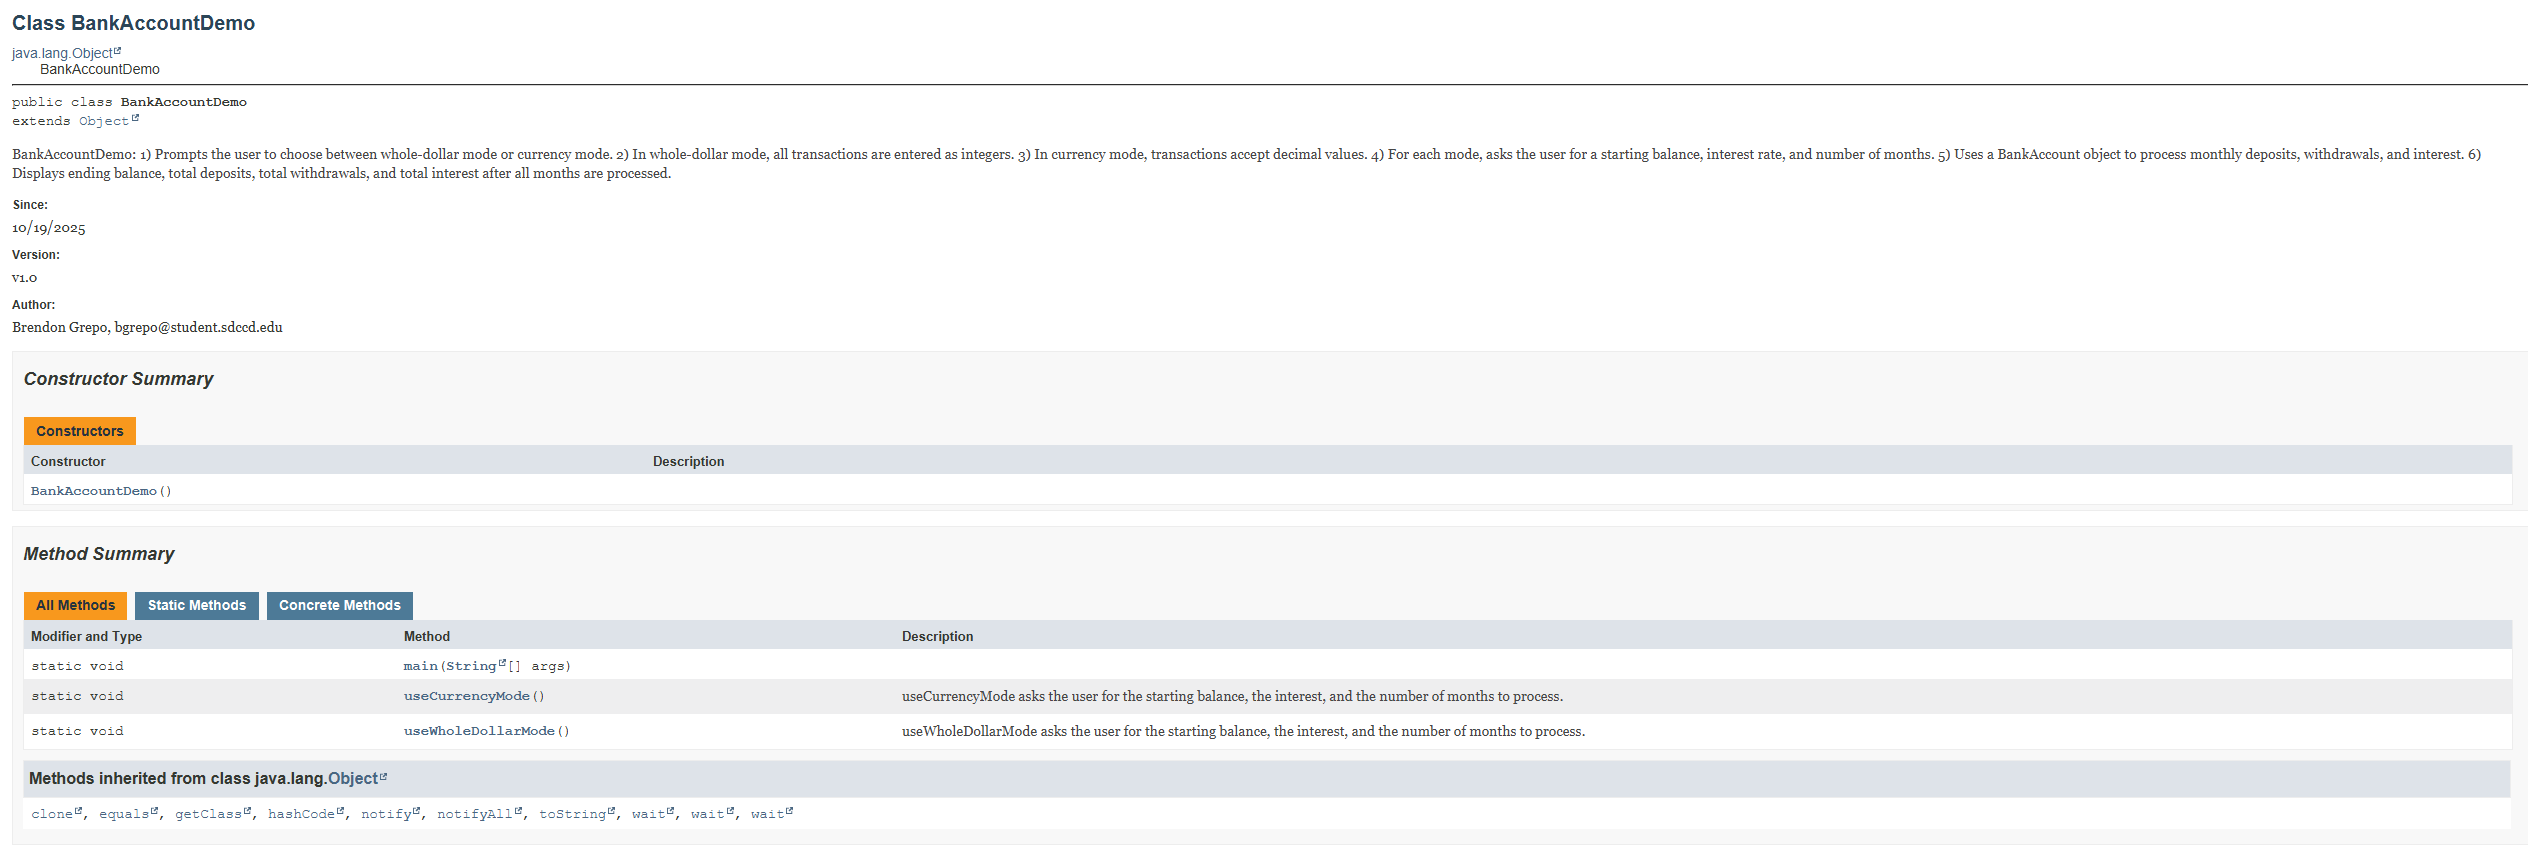 Class BankAccountDemo
java.lang.Object
BankAccountDemo
public class BankAccountDemo
extends Object
BankAccountDemo: 1) Prompts the user to choose between whole-dollar mode or currency mode. 2) In whole-dollar mode, all transactions are entered as integers. 3) In currency mode, transactions accept decimal values. 4) For each mode, asks the user for a starting balance, interest rate, and number of months. 5) Uses a BankAccount object to process monthly deposits, withdrawals, and interest. 6)
Displays ending balance, total deposits, total withdrawals, and total interest after all months are processed.
Since:
10/19/2025
Version:
v1.0
Author:
Brendon Grepo, bgrepo@student.sdccd.edu
Constructor Summary
Constructors
Constructor Description
BankAccountDemo()
Method Summary
All Methods Static Methods Concrete Methods
Modifier and Type Method Description
static void main(String[] args)
static void useCurrencyMode() useCurrencyMode asks the user for the starting balance, the interest, and the number of months to process.
static void useWholeDollarMode() useWholeDollarMode asks the user for the starting balance, the interest, and the number of months to process.
Methods inherited from class java.lang.Object
clone, equals, getClass, hashCode, notify, notifyAll, toString, wait, wait, wait